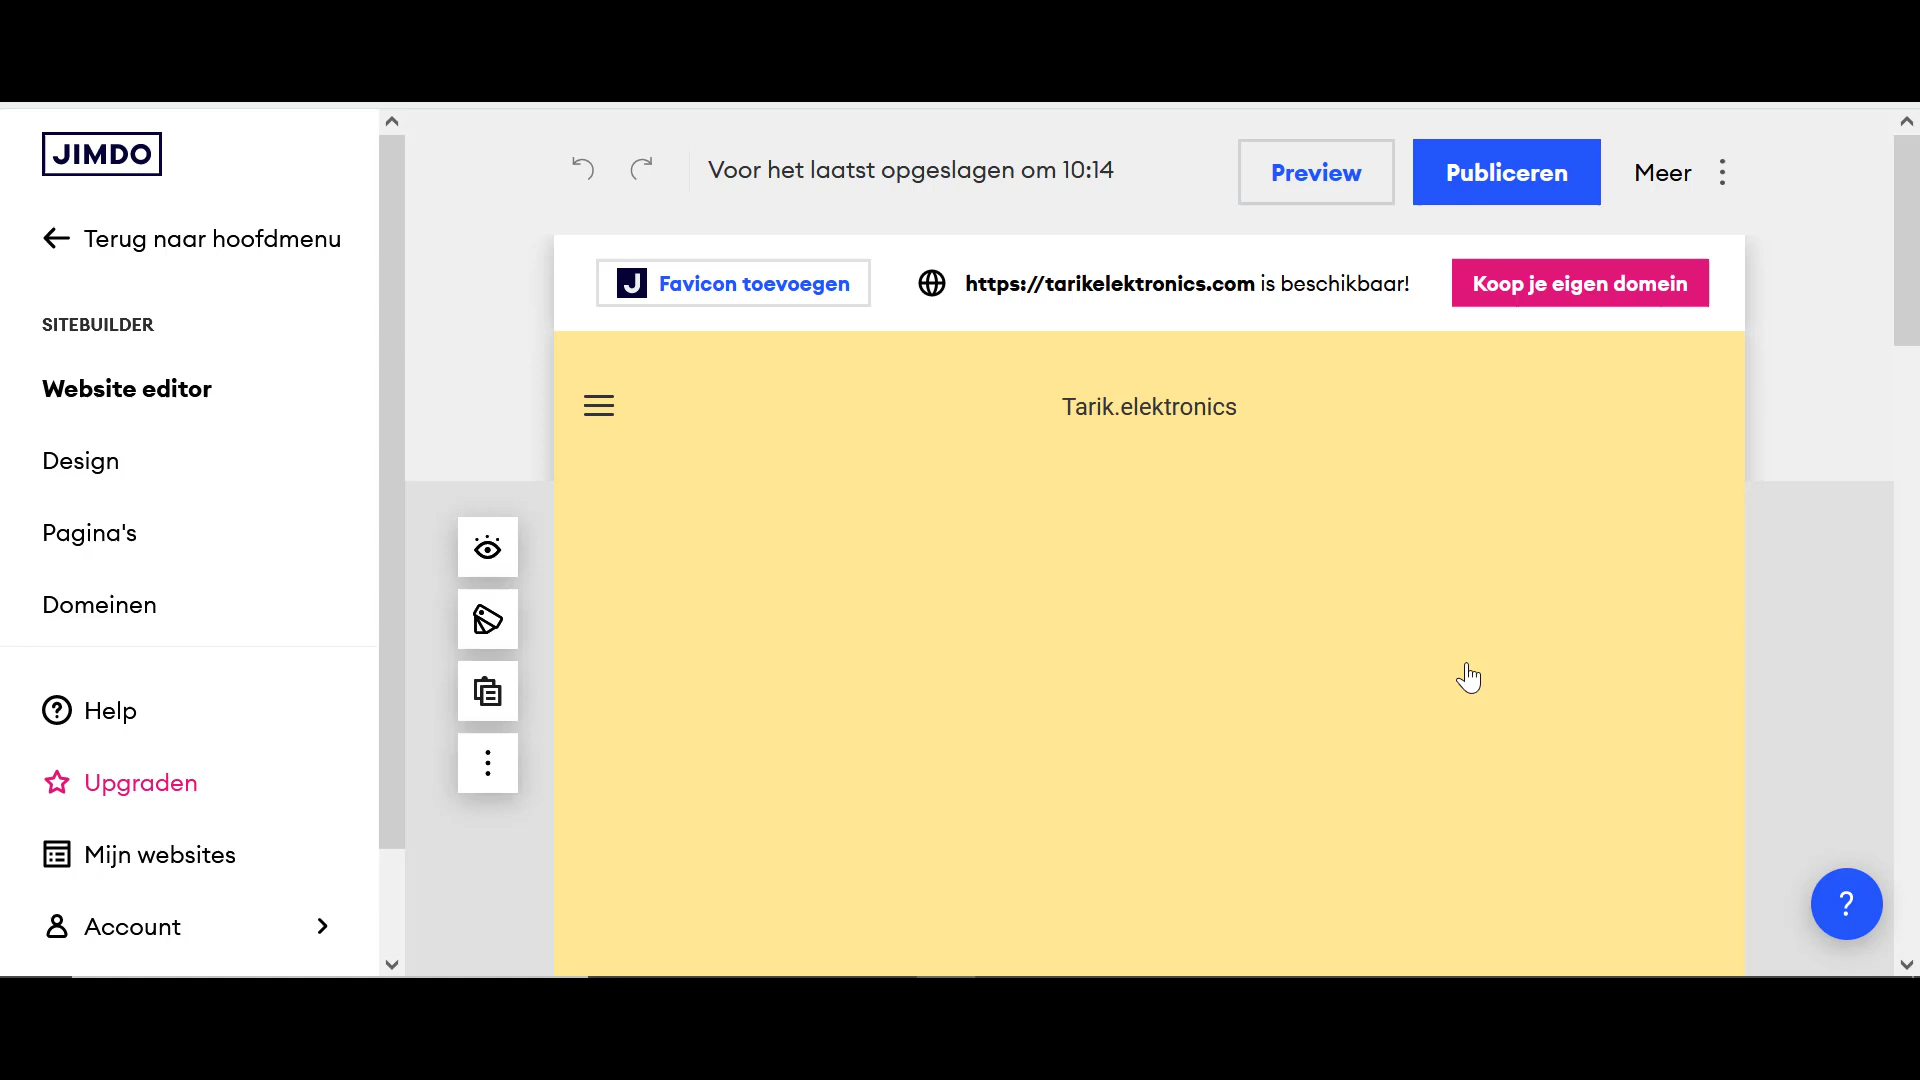 JIMDO
Terug naar hoofdmenu
SITEBUILDER
Website editor
Design
Pagina's
Domeinen
Help
Upgraden
Mijn websites
Account
Voor het laatst opgeslagen om 10:14
Preview
Publiceren
Meer
J Favicon toevoegen
https://tarikelektronics.com is beschikbaar!
Koop je eigen domein
Tarik.elektronics
?